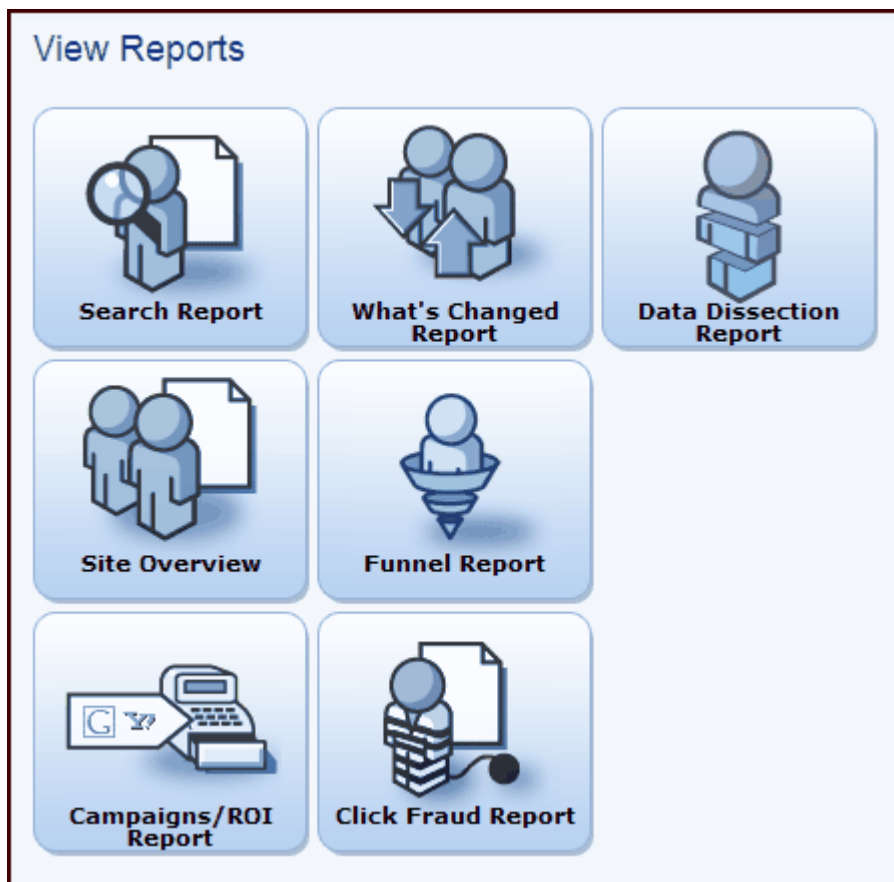 View Reports
Search Report
What's Changed
Report
Data Dissection
Report
Site Overview
Funnel Report
G Y!
Campaigns/ROI
Report
Click Fraud Report